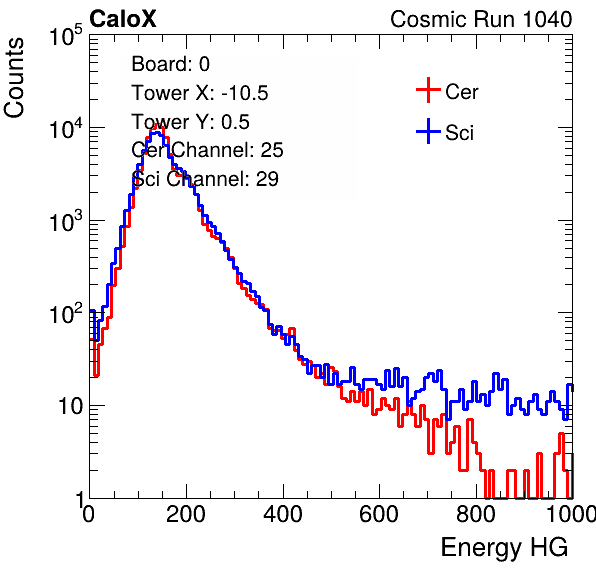 CaloX Cosmic Run 1040
Counts
10^5
10^4
10^3
10^2
10
1
Board: 0
Tower X: -10.5
Tower Y: 0.5
Cer Channel: 25
Sci Channel: 29
Cer
Sci
0 200 400 600 800 1000
Energy HG